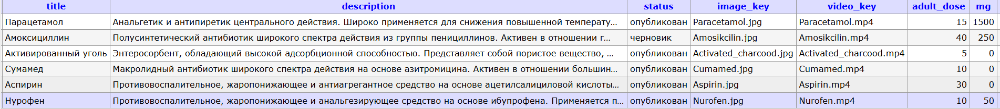 title description status image_key video_key adult_dose mg
Парацетамол Анальгетик и антипиретик центрального действия. Широко применяется для снижения повышенной температу... опубликован Paracetamol.jpg Paracetamol.mp4 15 1500
Амоксициллин Полусинтетический антибиотик широкого спектра действия из группы пенициллинов. Активен в отношении г... черновик Amosikcilin.jpg Amosikcilin.mp4 40 250
Активированный уголь Энтеросорбент, обладающий высокой адсорбционной способностью. Представляет собой пористое вещество, ... опубликован Activated_charcood.jpg Activated_charcood.mp4 5 0
Сумамед Макролидный антибиотик широкого спектра действия на основе азитромицина. Активен в отношении большин... опубликован Cumamed.jpg Cumamed.mp4 10 0
Аспирин Противовоспалительное, жаропонижающее и антиагрегантное средство на основе ацетилсалициловой кислоты... опубликован Aspirin.jpg Aspirin.mp4 30 0
Нурофен Противовоспалительное, жаропонижающее и анальгезирующее средство на основе ибупрофена. Применяется п... опубликован Nurofen.jpg Nurofen.mp4 10 50